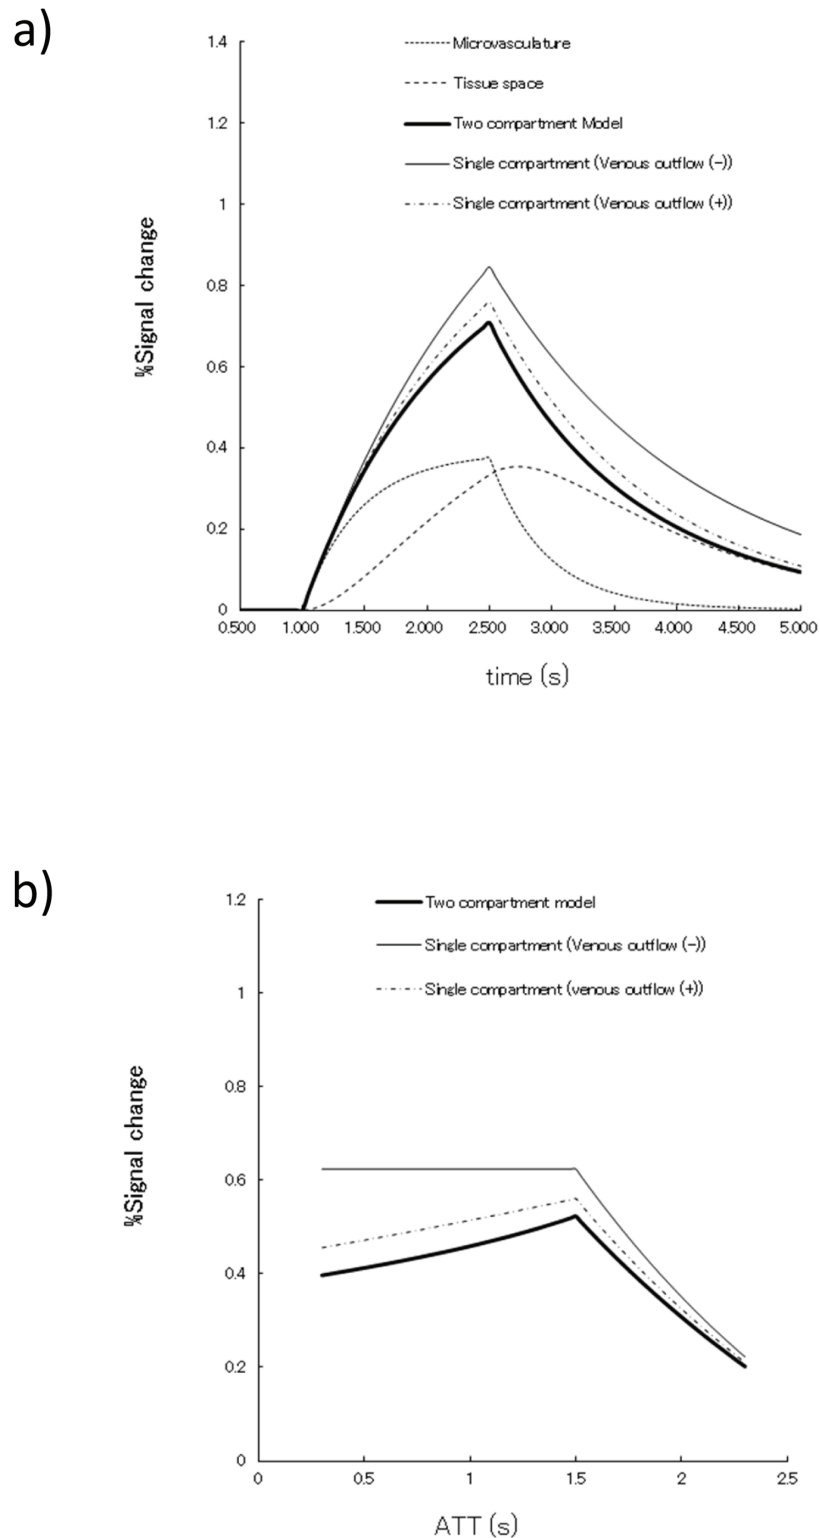 a)
1.4
1.2
1
0.8
0.6
0.4
0.2
0
%Signal change
Microvasculature
Tissue space
Two compartment Model
Single compartment (Venous outflow (-))
Single compartment (Venous outflow (+))
0.500 1.000 1.500 2.000 2.500 3.000 3.500 4.000 4.500 5.000
time (s)
b)
1.2
1
0.8
0.6
0.4
0.2
0
%Signal change
Two compartment model
Single compartment (Venous outflow (-))
Single compartment (venous outflow (+))
0 0.5 1 1.5 2 2.5
ATT (s)